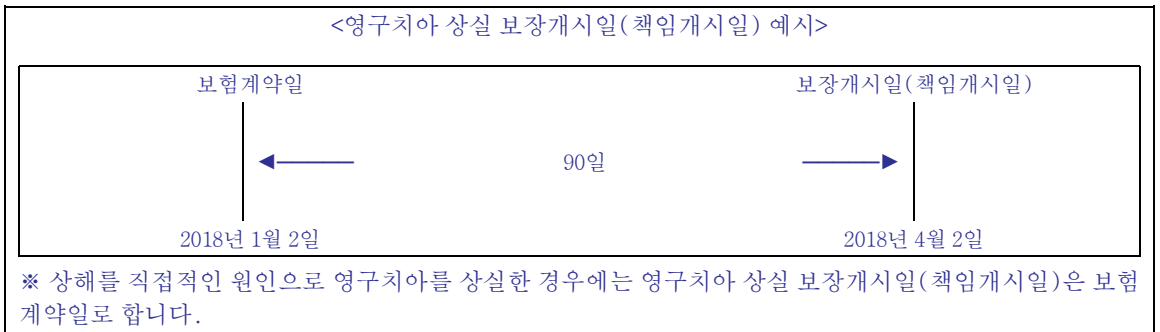 <영구치아 상실 보장개시일(책임개시일) 예시>
보험계약일 보장개시일(책임개시일)
90일
2018년 1월 2일 2018년 4월 2일
※ 상해를 직접적인 원인으로 영구치아를 상실한 경우에는 영구치아 상실 보장개시일(책임개시일)은 보험
계약일로 합니다.